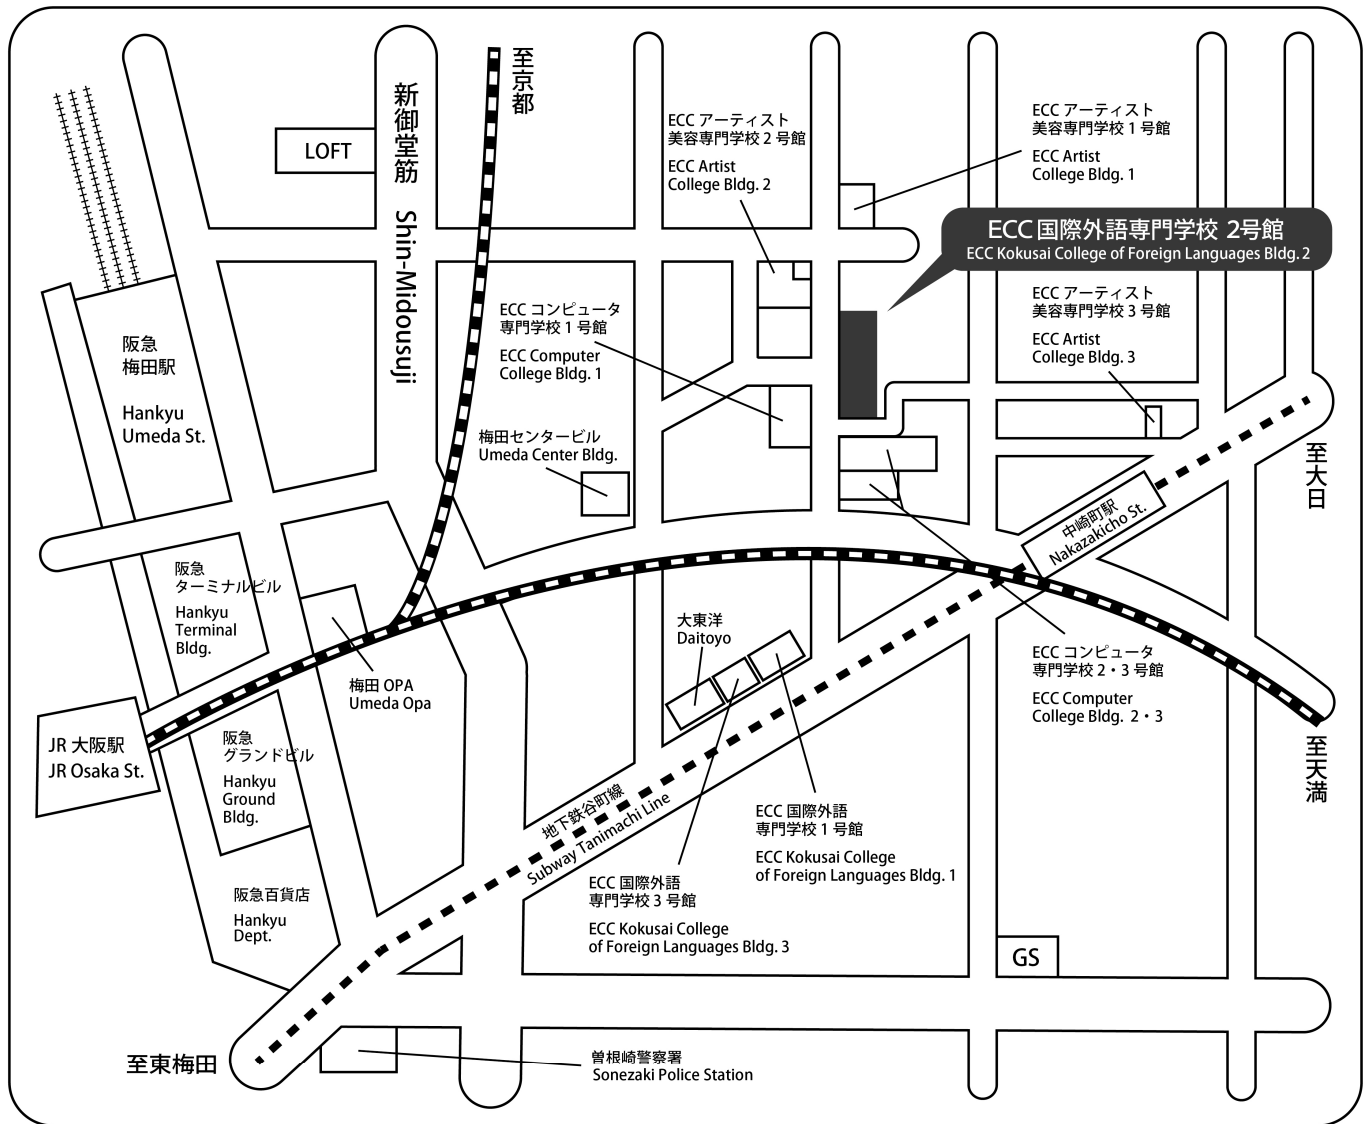 至京都
新御堂筋 Shin-Midousuji
LOFT
ECC アーティスト
美容専門学校 2 号館
ECC Artist
College Bldg. 2
ECC アーティスト
美容専門学校 1 号館
ECC Artist
College Bldg. 1
ECC 国際外語専門学校 2号館
ECC Kokusai College of Foreign Languages Bldg. 2
ECC アーティスト
美容専門学校 3 号館
ECC Artist
College Bldg. 3
ECC コンピュータ
専門学校 1 号館
ECC Computer
College Bldg. 1
阪急
梅田駅
Hankyu
Umeda St.
梅田センタービル
Umeda Center Bldg.
至大日
中崎町駅
Nakazakicho St.
阪急
ターミナルビル
Hankyu
Terminal
Bldg.
大東洋
Daitoyo
梅田 OPA
Umeda Opa
ECC コンピュータ
専門学校 2・3 号館
ECC Computer
College Bldg. 2・3
JR 大阪駅
JR Osaka St.
阪急
グランドビル
Hankyu
Ground
Bldg.
至天満
地下鉄谷町線
Subway Tanimachi Line
ECC 国際外語
専門学校 1 号館
ECC Kokusai College
of Foreign Languages Bldg. 1
ECC 国際外語
専門学校 3 号館
ECC Kokusai College
of Foreign Languages Bldg. 3
阪急百貨店
Hankyu
Dept.
GS
至東梅田
曽根崎警察署
Sonezaki Police Station